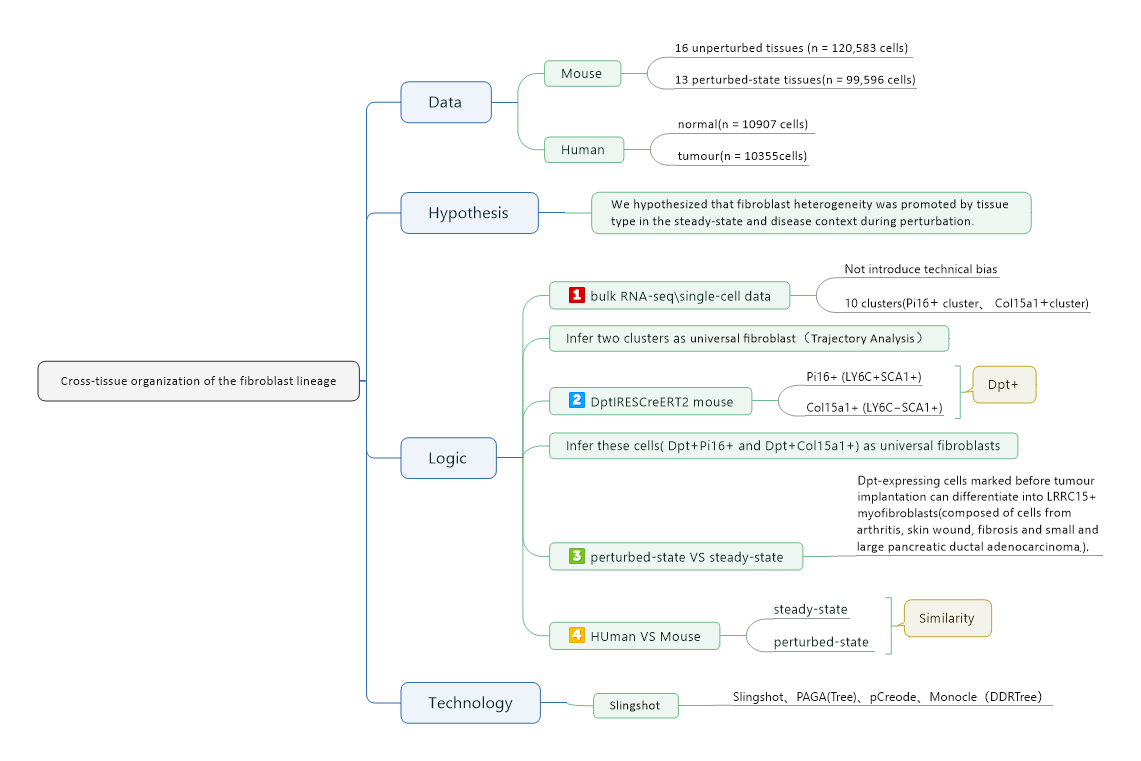 Cross-tissue organization of the fibroblast lineage
Data
Mouse
16 unperturbed tissues (n = 120,583 cells)
13 perturbed-state tissues(n = 99,596 cells)
Human
normal(n = 10907 cells)
tumour(n = 10355cells)
Hypothesis
We hypothesized that fibroblast heterogeneity was promoted by tissue
type in the steady-state and disease context during perturbation.
Logic
1 bulk RNA-seq\single-cell data
Not introduce technical bias
10 clusters(Pi16+ cluster、 Col15a1+cluster)
Infer two clusters as universal fibroblast（Trajectory Analysis）
2 DptIRESCreERT2 mouse
Pi16+ (LY6C+SCA1+)
Col15a1+ (LY6C−SCA1+)
Dpt+
Infer these cells( Dpt+Pi16+ and Dpt+Col15a1+) as universal fibroblasts
3 perturbed-state VS steady-state
Dpt-expressing cells marked before tumour
implantation can differentiate into LRRC15+
myofibroblasts(composed of cells from
arthritis, skin wound, fibrosis and small and
large pancreatic ductal adenocarcinoma,).
4 HUman VS Mouse
steady-state
perturbed-state
Similarity
Technology
Slingshot
Slingshot、PAGA(Tree)、pCreode、Monocle（DDRTree）